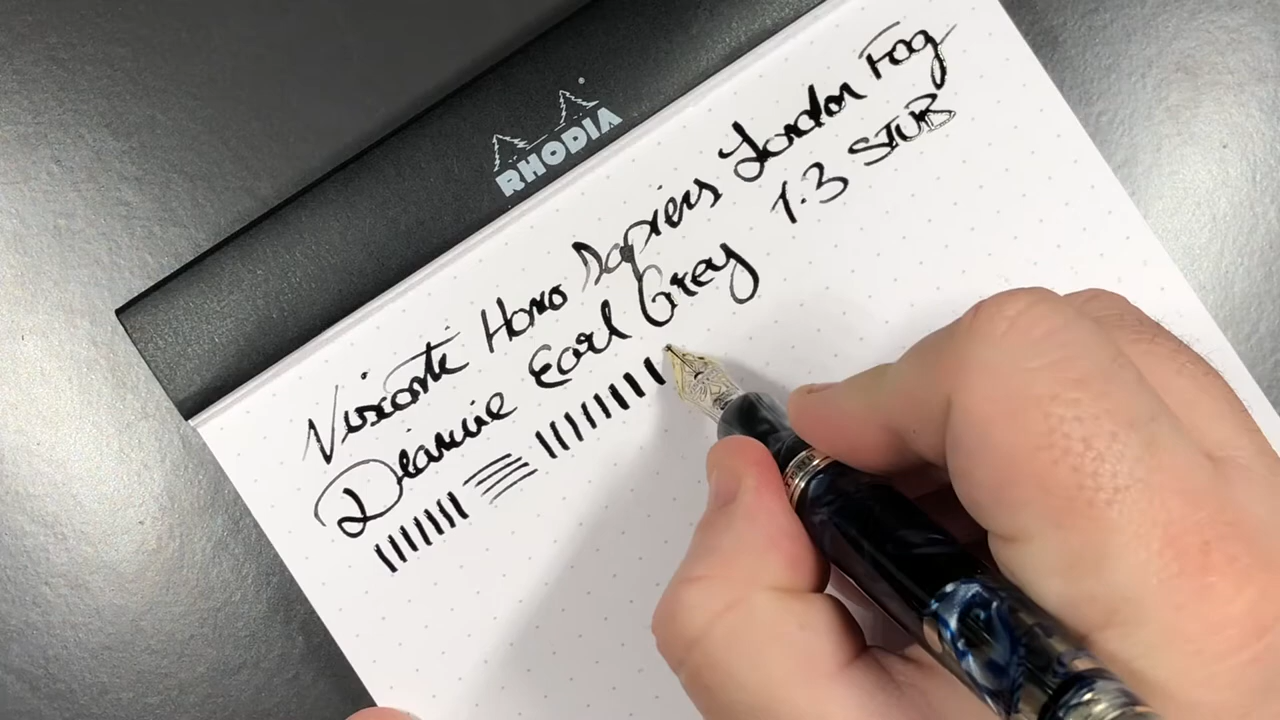 RHODIA
Visconti Homo Sapiens London Fog
1.3 STUB
Diamine Earl Grey